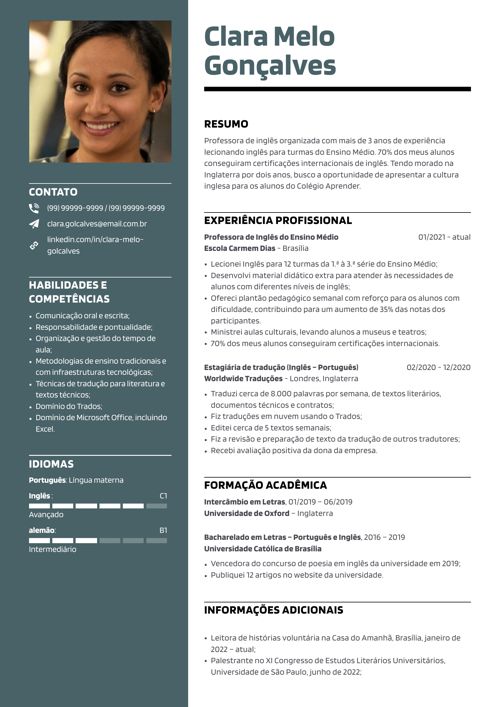 Clara Melo
Gonçalves
CONTATO
(99) 99999-9999 / (99) 99999-9999
clara.golcalves@email.com.br
linkedin.com/in/clara-melo-
golcalves
HABILIDADES E
COMPETÊNCIAS
• Comunicação oral e escrita;
• Responsabilidade e pontualidade;
• Organização e gestão do tempo de
aula;
• Metodologias de ensino tradicionais e
com infraestruturas tecnológicas;
• Técnicas de tradução para literatura e
textos técnicos;
• Domínio do Trados;
• Domínio de Microsoft Office, incluindo
Excel.
IDIOMAS
Português: Língua materna
Inglês : C1
Avançado
alemão: B1
Intermediário
RESUMO
Professora de inglês organizada com mais de 3 anos de experiência
lecionando inglês para turmas do Ensino Médio. 70% dos meus alunos
conseguiram certificações internacionais de inglês. Tendo morado na
Inglaterra por dois anos, busco a oportunidade de apresentar a cultura
inglesa para os alunos do Colégio Aprender.
EXPERIÊNCIA PROFISSIONAL
Professora de Inglês do Ensino Médio 01/2021 - atual
Escola Carmem Dias - Brasília
• Lecionei Inglês para 12 turmas da 1.ª à 3.ª série do Ensino Médio;
• Desenvolvi material didático extra para atender às necessidades de
alunos com diferentes níveis de inglês;
• Ofereci plantão pedagógico semanal com reforço para os alunos com
dificuldade, contribuindo para um aumento de 35% das notas dos
participantes.
• Ministrei aulas culturais, levando alunos a museus e teatros;
• 70% dos meus alunos conseguiram certificações internacionais.
Estagiária de tradução (Inglês – Português) 02/2020 - 12/2020
Worldwide Traduções - Londres, Inglaterra
• Traduzi cerca de 8.000 palavras por semana, de textos literários,
documentos técnicos e contratos;
• Fiz traduções em nuvem usando o Trados;
• Editei cerca de 5 textos semanais;
• Fiz a revisão e preparação de texto da tradução de outros tradutores;
• Recebi avaliação positiva da dona da empresa.
FORMAÇÃO ACADÊMICA
Intercâmbio em Letras, 01/2019 – 06/2019
Universidade de Oxford – Inglaterra
Bacharelado em Letras – Português e Inglês, 2016 – 2019
Universidade Católica de Brasília
• Vencedora do concurso de poesia em inglês da universidade em 2019;
• Publiquei 12 artigos no website da universidade.
INFORMAÇÕES ADICIONAIS
• Leitora de histórias voluntária na Casa do Amanhã, Brasília, janeiro de
2022 – atual;
• Palestrante no XI Congresso de Estudos Literários Universitários,
Universidade de São Paulo, junho de 2022;